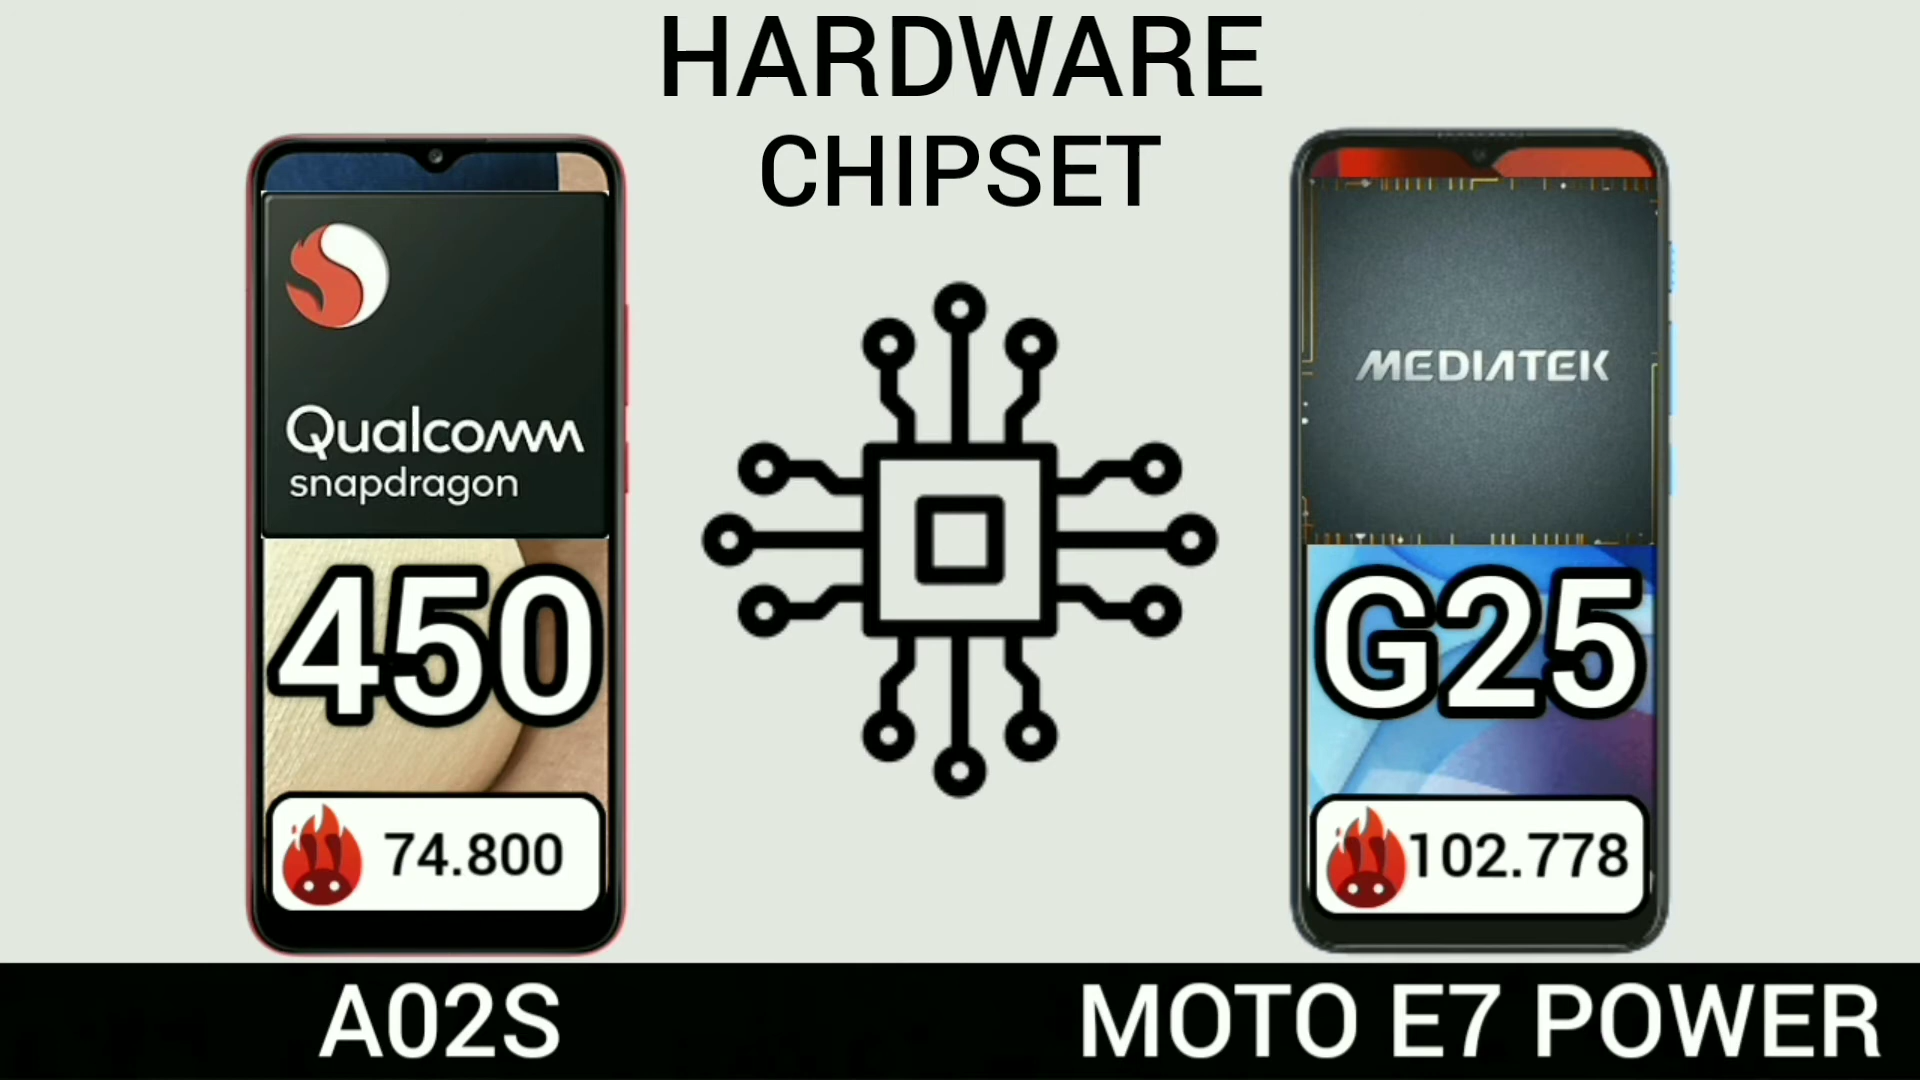 HARDWARE
CHIPSET
Qualcomm
snapdragon
450
74.800
A02S
MEDIATEK
G25
102.778
MOTO E7 POWER